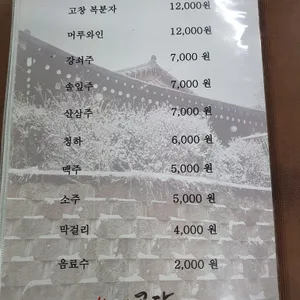 고창 복분자 12,000원
머루와인 12,000원
강쇠주 7,000 원
송잎주 7,000 원
산삼주 7,000 원
청하 6,000 원
맥주 5,000 원
소주 5,000 원
막걸리 4,000 원
음료수 2,000 원